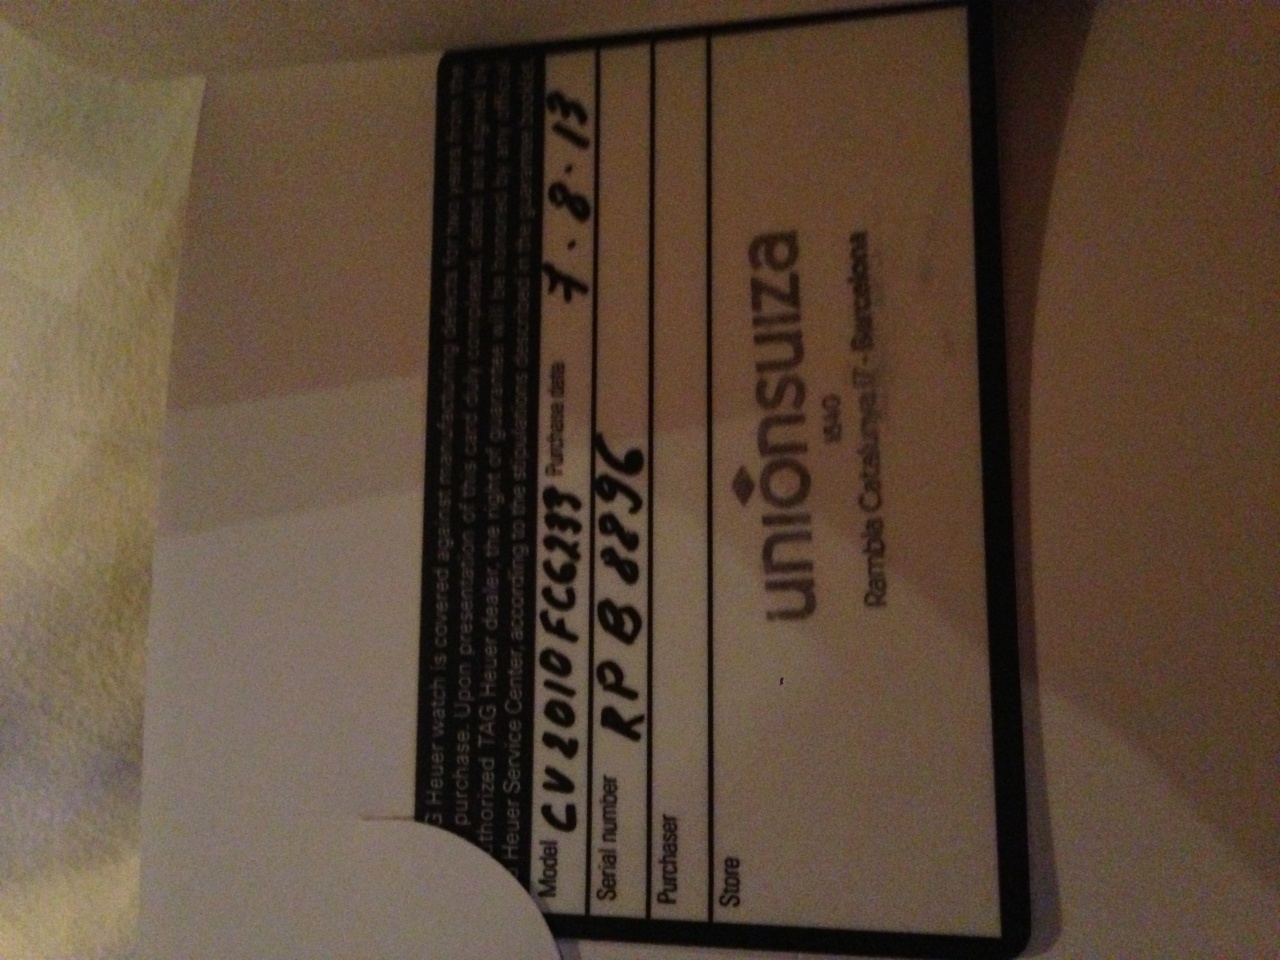 G Heuer watch is covered against manufacturing defects for two years from the
purchase. Upon presentation of this card duly completed, dated and signed by
thorized TAG Heuer dealer, the right of guarantee will be honored by any official
Heuer Service Center, according to the stipulations described in the guarantee booklet.
Model CV2010FC6233 Purchase date 7.8.13
Serial number RPB8896
Purchaser
Store
unionsuiza
1840
Rambla Catalunya 17 - Barcelona